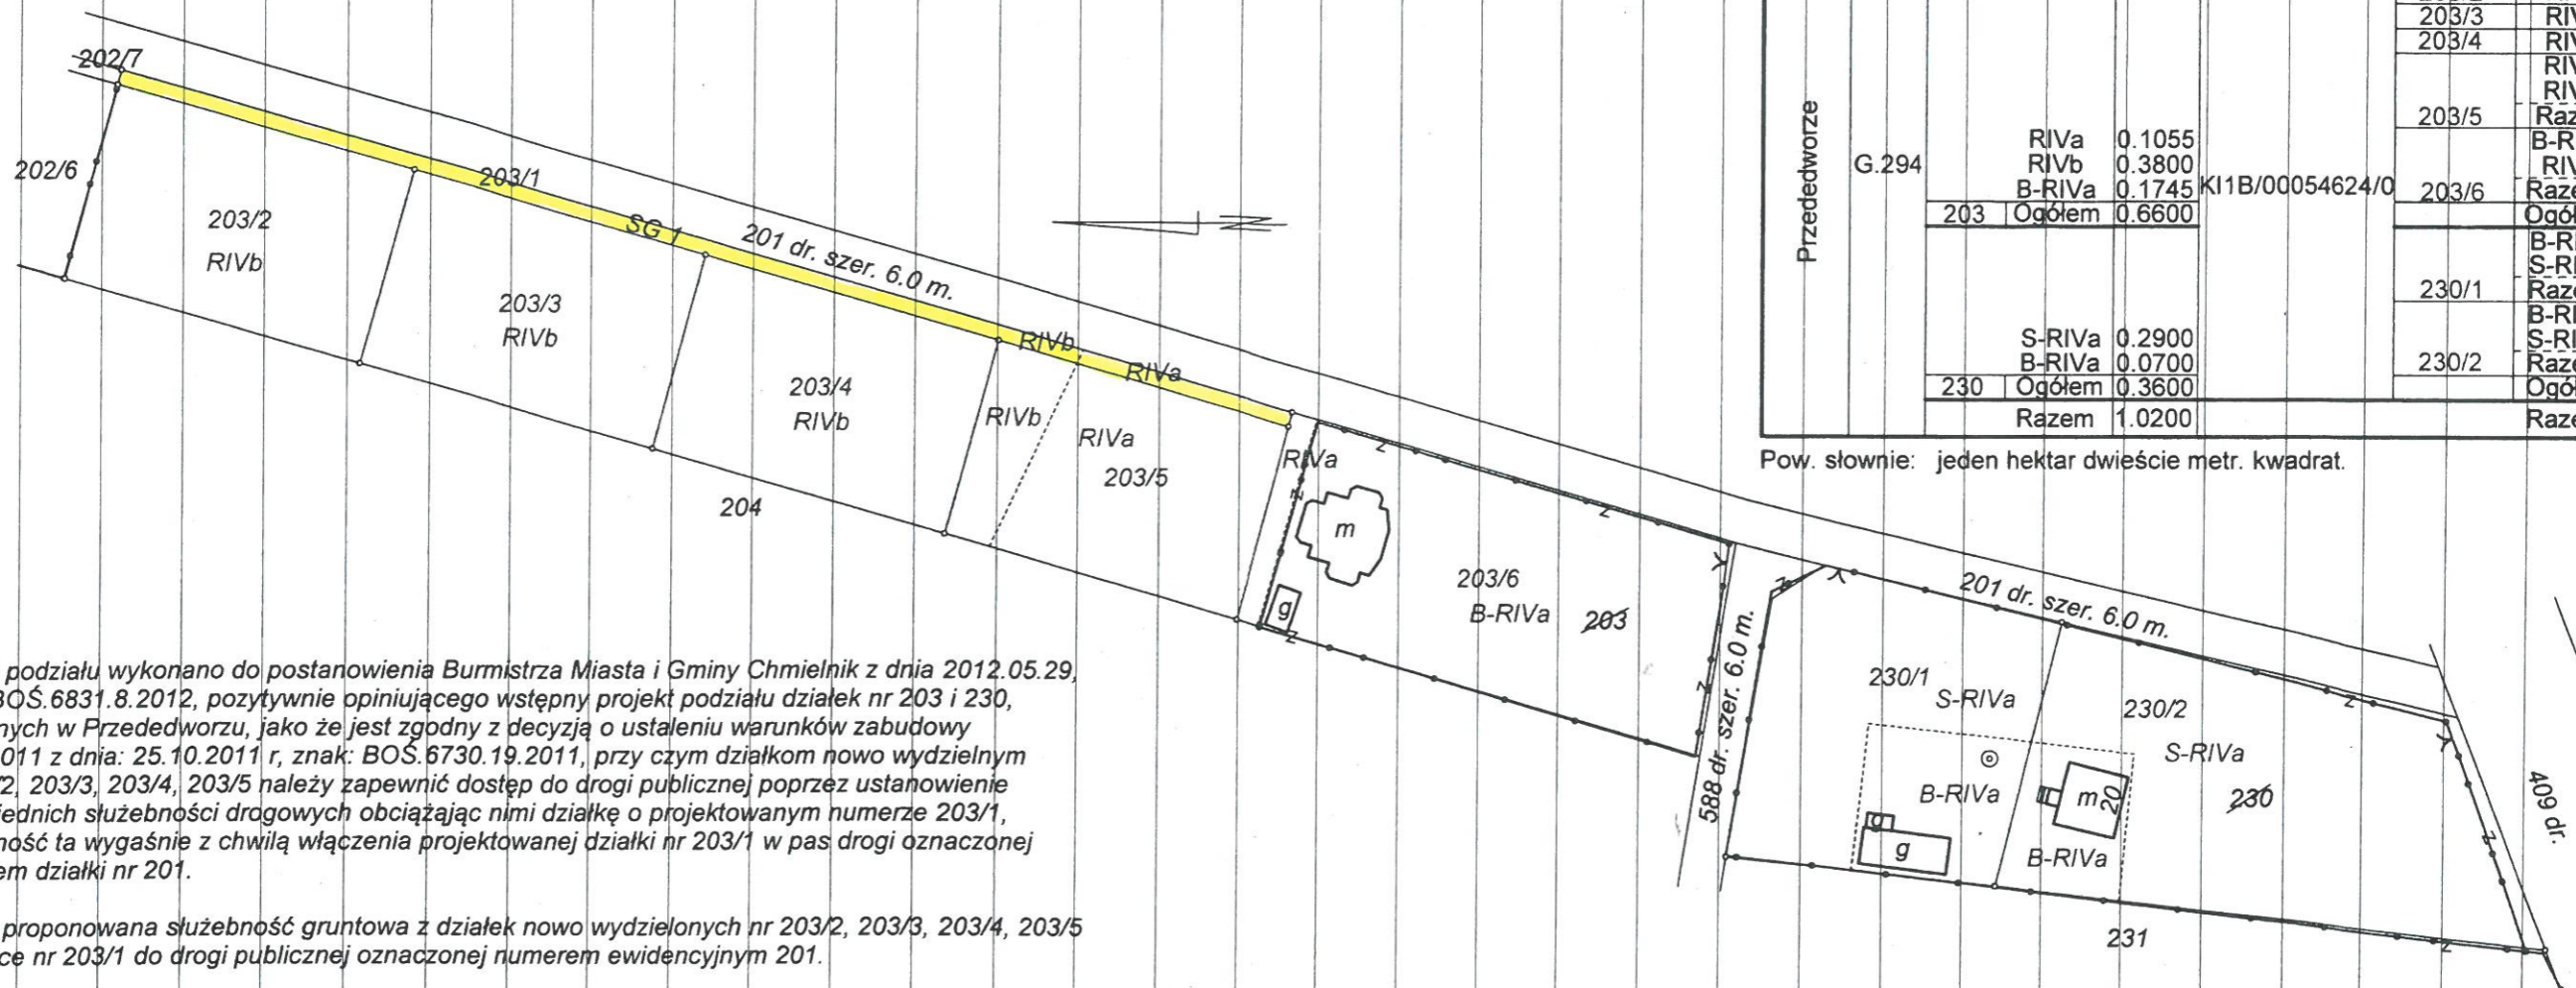 202/7
202/6
203/2
RIVb
203/1
SG 1
203/3
RIVb
201 dr. szer. 6.0 m.
N
203/4
RIVb
RIVb
RIVa
RIVb
RIVa
203/5
204
RIVa
m
g
203/6
B-RIVa
203
588 dr. szer. 6.0 m.
201 dr. szer. 6.0 m.
230/1
S-RIVa
230/2
S-RIVa
B-RIVa
m
20
230
g
g
B-RIVa
231
409 dr.
Przededworze
G.294
RIVa 0.1055
RIVb 0.3800
B-RIVa 0.1745
203 Ogółem 0.6600
KI1B/00054624/0
S-RIVa 0.2900
B-RIVa 0.0700
230 Ogółem 0.3600
Razem 1.0200
203/3
203/4
203/5
203/6
230/1
230/2
Pow. słownie: jeden hektar dwieście metr. kwadrat.
podziału wykonano do postanowienia Burmistrza Miasta i Gminy Chmielnik z dnia 2012.05.29,
BOŚ.6831.8.2012, pozytywnie opiniującego wstępny projekt podziału działek nr 203 i 230,
nych w Przededworzu, jako że jest zgodny z decyzją o ustaleniu warunków zabudowy
011 z dnia: 25.10.2011 r, znak: BOŚ.6730.19.2011, przy czym działkom nowo wydzielnym
2, 203/3, 203/4, 203/5 należy zapewnić dostęp do drogi publicznej poprzez ustanowienie
iednich służebności drogowych obciążając nimi działkę o projektowanym numerze 203/1,
ność ta wygaśnie z chwilą włączenia projektowanej działki nr 203/1 w pas drogi oznaczonej
em działki nr 201.
proponowana służebność gruntowa z działek nowo wydzielonych nr 203/2, 203/3, 203/4, 203/5
ce nr 203/1 do drogi publicznej oznaczonej numerem ewidencyjnym 201.